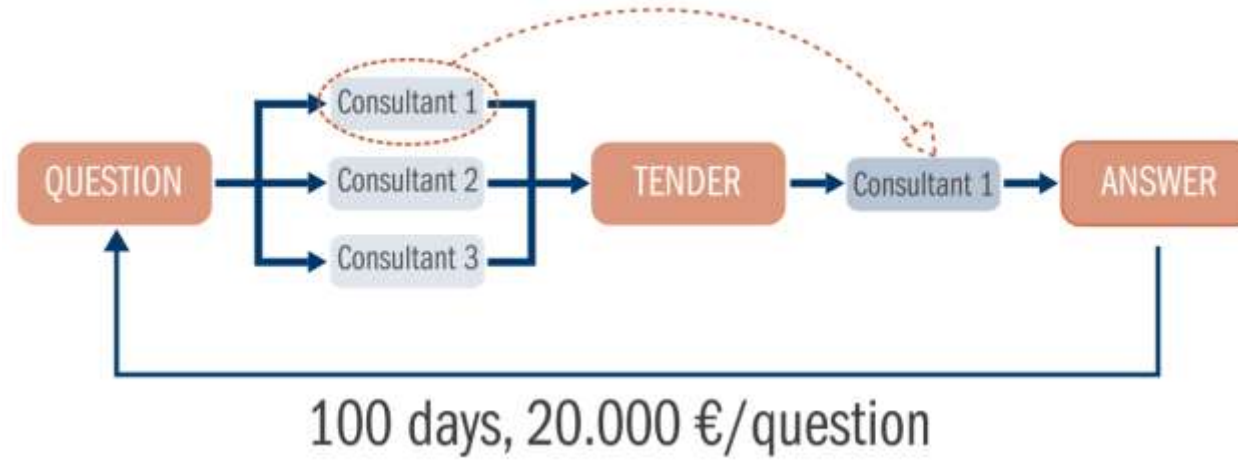 QUESTION
Consultant 1
Consultant 2
Consultant 3
TENDER
Consultant 1
ANSWER
100 days, 20.000 €/question